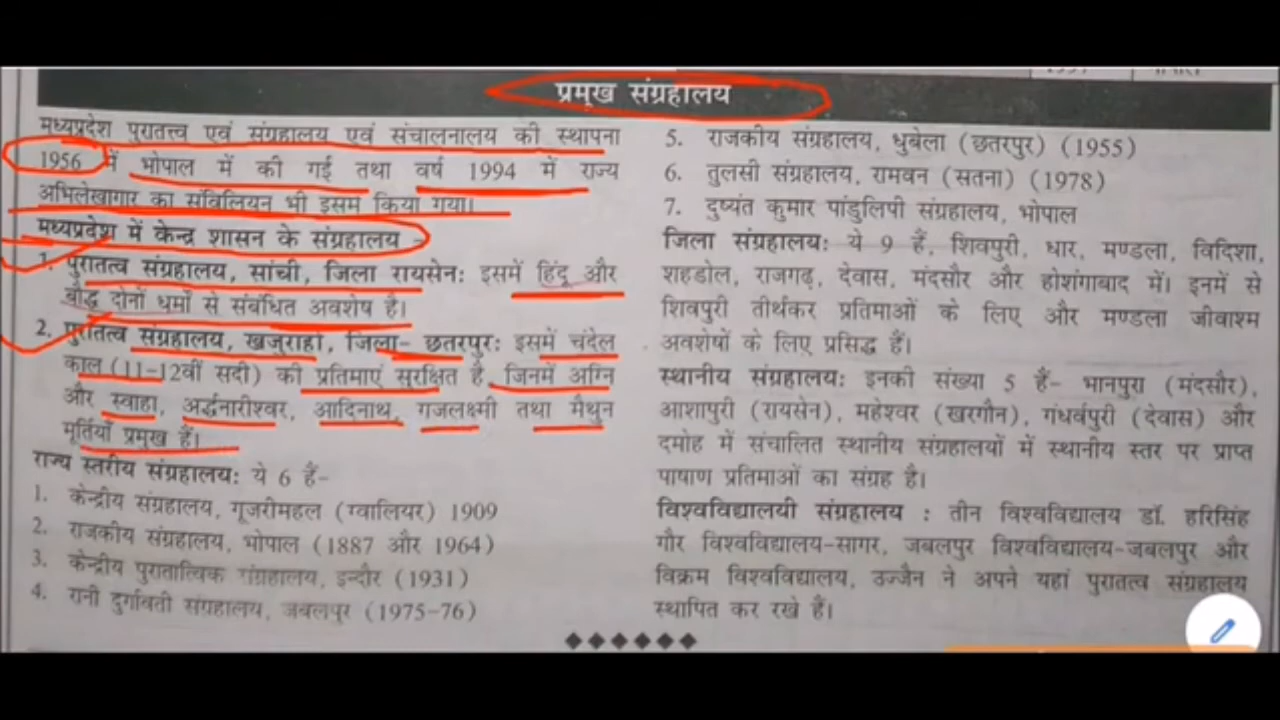 प्रमुख संग्रहालय
मध्यप्रदेश पुरातत्त्व एवं संग्रहालय एवं संचालनालय की स्थापना
1956 में भोपाल में की गई तथा वर्ष 1994 में राज्य
अभिलेखागार का संविलियन भी इसमें किया गया।
मध्यप्रदेश में केन्द्र शासन के संग्रहालय -
1. पुरातत्व संग्रहालय, सांची, जिला रायसेन: इसमें हिंदू और
बौद्ध दोनों धर्मों से संबंधित अवशेष है।
2. पुरातत्व संग्रहालय, खजुराहो, जिला- छतरपुर: इसमें चंदेल
काल (11-12वीं सदी) की प्रतिमाएं सुरक्षित है, जिनमें अग्नि
और स्वाहा, अर्द्धनारीश्वर, आदिनाथ, गजलक्ष्मी तथा मैथुन
मूर्तियाँ प्रमुख हैं।
राज्य स्तरीय संग्रहालय: ये 6 हैं-
1. केन्द्रीय संग्रहालय, गूजरीमहल (ग्वालियर) 1909
2. राजकीय संग्रहालय, भोपाल (1887 और 1964)
3. केन्द्रीय पुरातात्विक संग्रहालय, इन्दौर (1931)
4. रानी दुर्गावती संग्रहालय, जबलपुर (1975-76)
5. राजकीय संग्रहालय, धुबेला (छतरपुर) (1955)
6. तुलसी संग्रहालय, रामवन (सतना) (1978)
7. दुष्यंत कुमार पांडुलिपी संग्रहालय, भोपाल
जिला संग्रहालय: ये 9 हैं, शिवपुरी, धार, मण्डला, विदिशा,
शहडोल, राजगढ़, देवास, मंदसौर और होशंगाबाद में। इनमें से
शिवपुरी तीर्थकर प्रतिमाओं के लिए और मण्डला जीवाश्म
अवशेषों के लिए प्रसिद्ध हैं।
स्थानीय संग्रहालय: इनकी संख्या 5 हैं- भानपुरा (मंदसौर),
आशापुरी (रायसेन), महेश्वर (खरगौन), गंधर्वपुरी (देवास) और
दमोह में संचालित स्थानीय संग्रहालयों में स्थानीय स्तर पर प्राप्त
पाषाण प्रतिमाओं का संग्रह है।
विश्वविद्यालयी संग्रहालय : तीन विश्वविद्यालय डॉ. हरिसिंह
गौर विश्वविद्यालय-सागर, जबलपुर विश्वविद्यालय-जबलपुर और
विक्रम विश्वविद्यालय, उज्जैन ने अपने यहां पुरातत्व संग्रहालय
स्थापित कर रखे हैं।